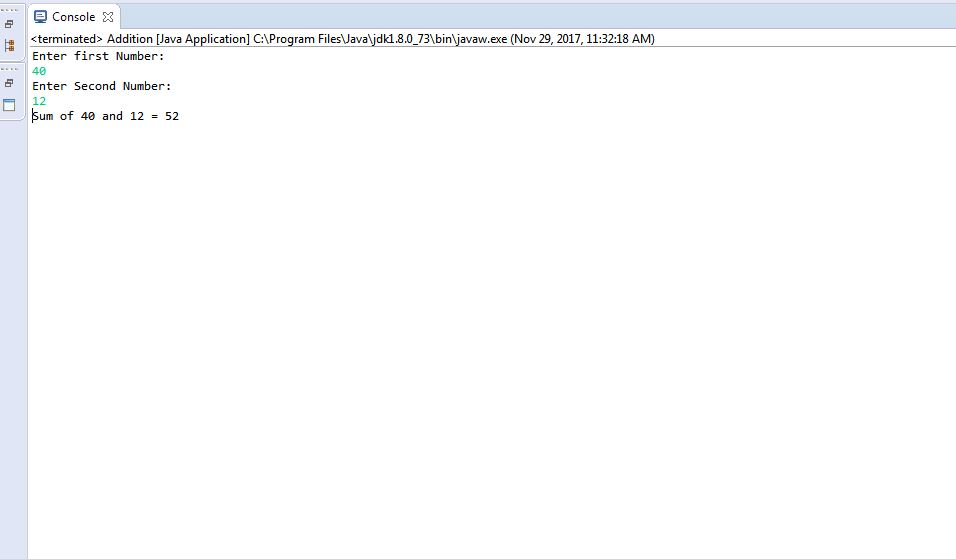 Console
<terminated> Addition [Java Application] C:\Program Files\Java\jdk1.8.0_73\bin\javaw.exe (Nov 29, 2017, 11:32:18 AM)
Enter first Number:
40
Enter Second Number:
12
Sum of 40 and 12 = 52